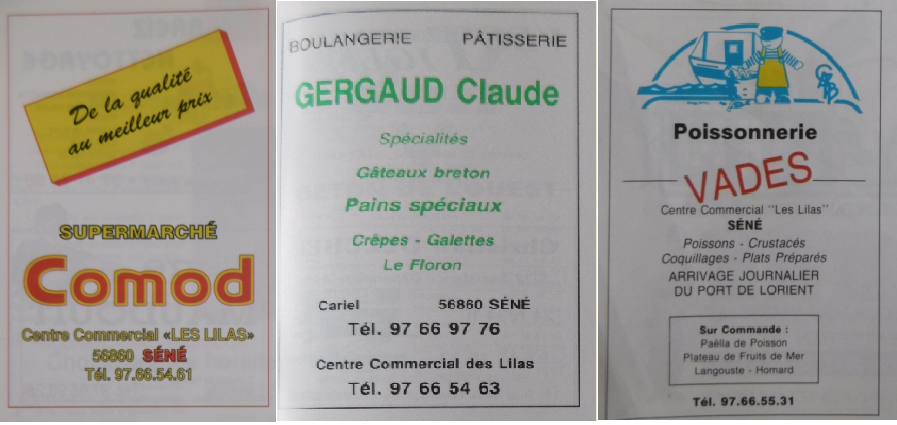 De la qualité
au meilleur prix
SUPERMARCHÉ
Comod
Centre Commercial «LES LILAS»
56860 SÉNÉ
Tél. 97.66.54.61
BOULANGERIE PÂTISSERIE
GERGAUD Claude
Spécialités
Gâteaux breton
Pains spéciaux
Crêpes - Galettes
Le Floron
Cariel 56860 SÉNÉ
Tél. 97 66 97 76
Centre Commercial des Lilas
Tél. 97 66 54 63
Poissonnerie
VADES
Centre Commercial "Les Lilas"
SÉNÉ
Poissons - Crustacés
Coquillages - Plats Préparés
ARRIVAGE JOURNALIER
DU PORT DE LORIENT
Sur Commande :
Paëlla de Poisson
Plateau de Fruits de Mer
Langouste - Homard
Tél. 97.66.55.31